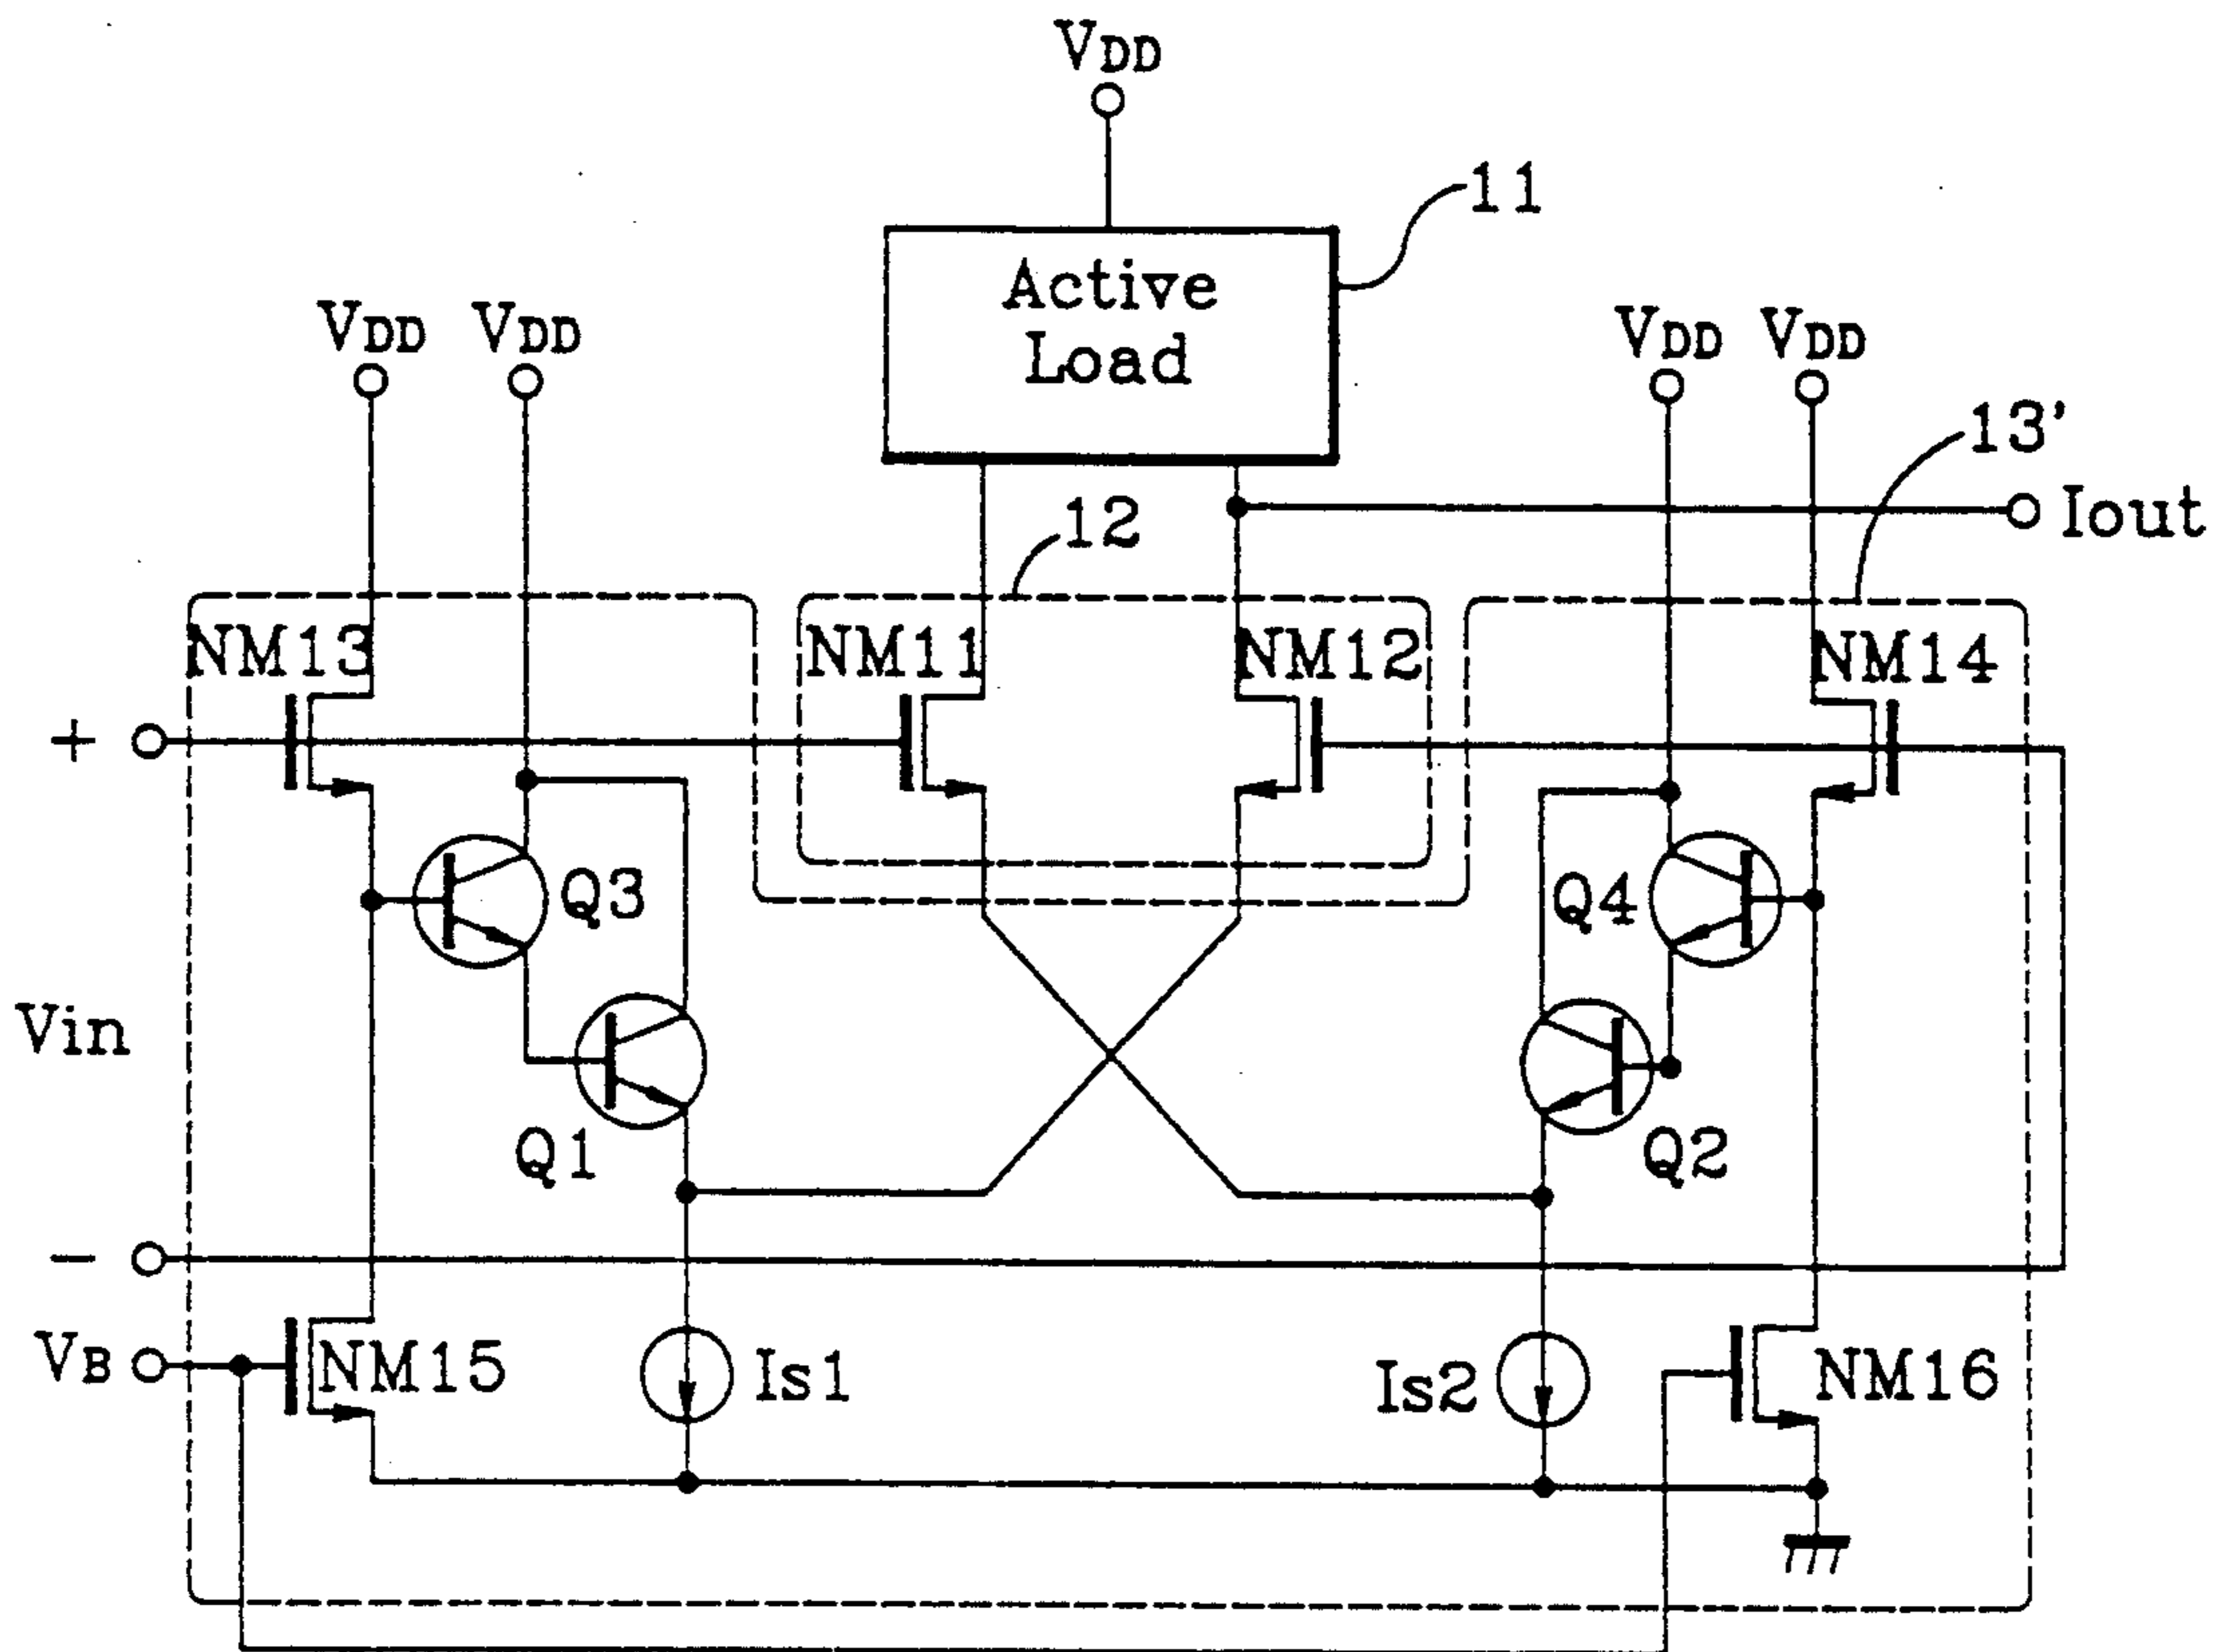 VDD
11
Active
Load
VDD VDD
VDD VDD
13'
12
Iout
NM13
NM11
NM12
NM14
+
Q3
Q4
Vin
Q1
Q2
−
VB
NM15
Is1
Is2
NM16